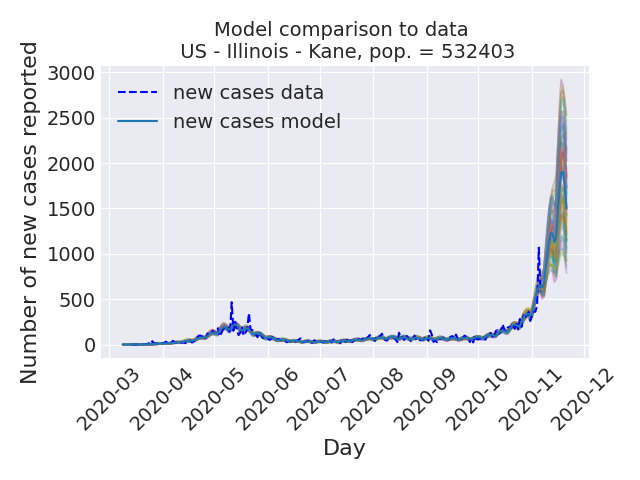 Model comparison to data
US - Illinois - Kane, pop. = 532403
Number of new cases reported
3000
2500
2000
1500
1000
500
0
new cases data
new cases model
2020-03
2020-04
2020-05
2020-06
2020-07
2020-08
2020-09
2020-10
2020-11
2020-12
Day